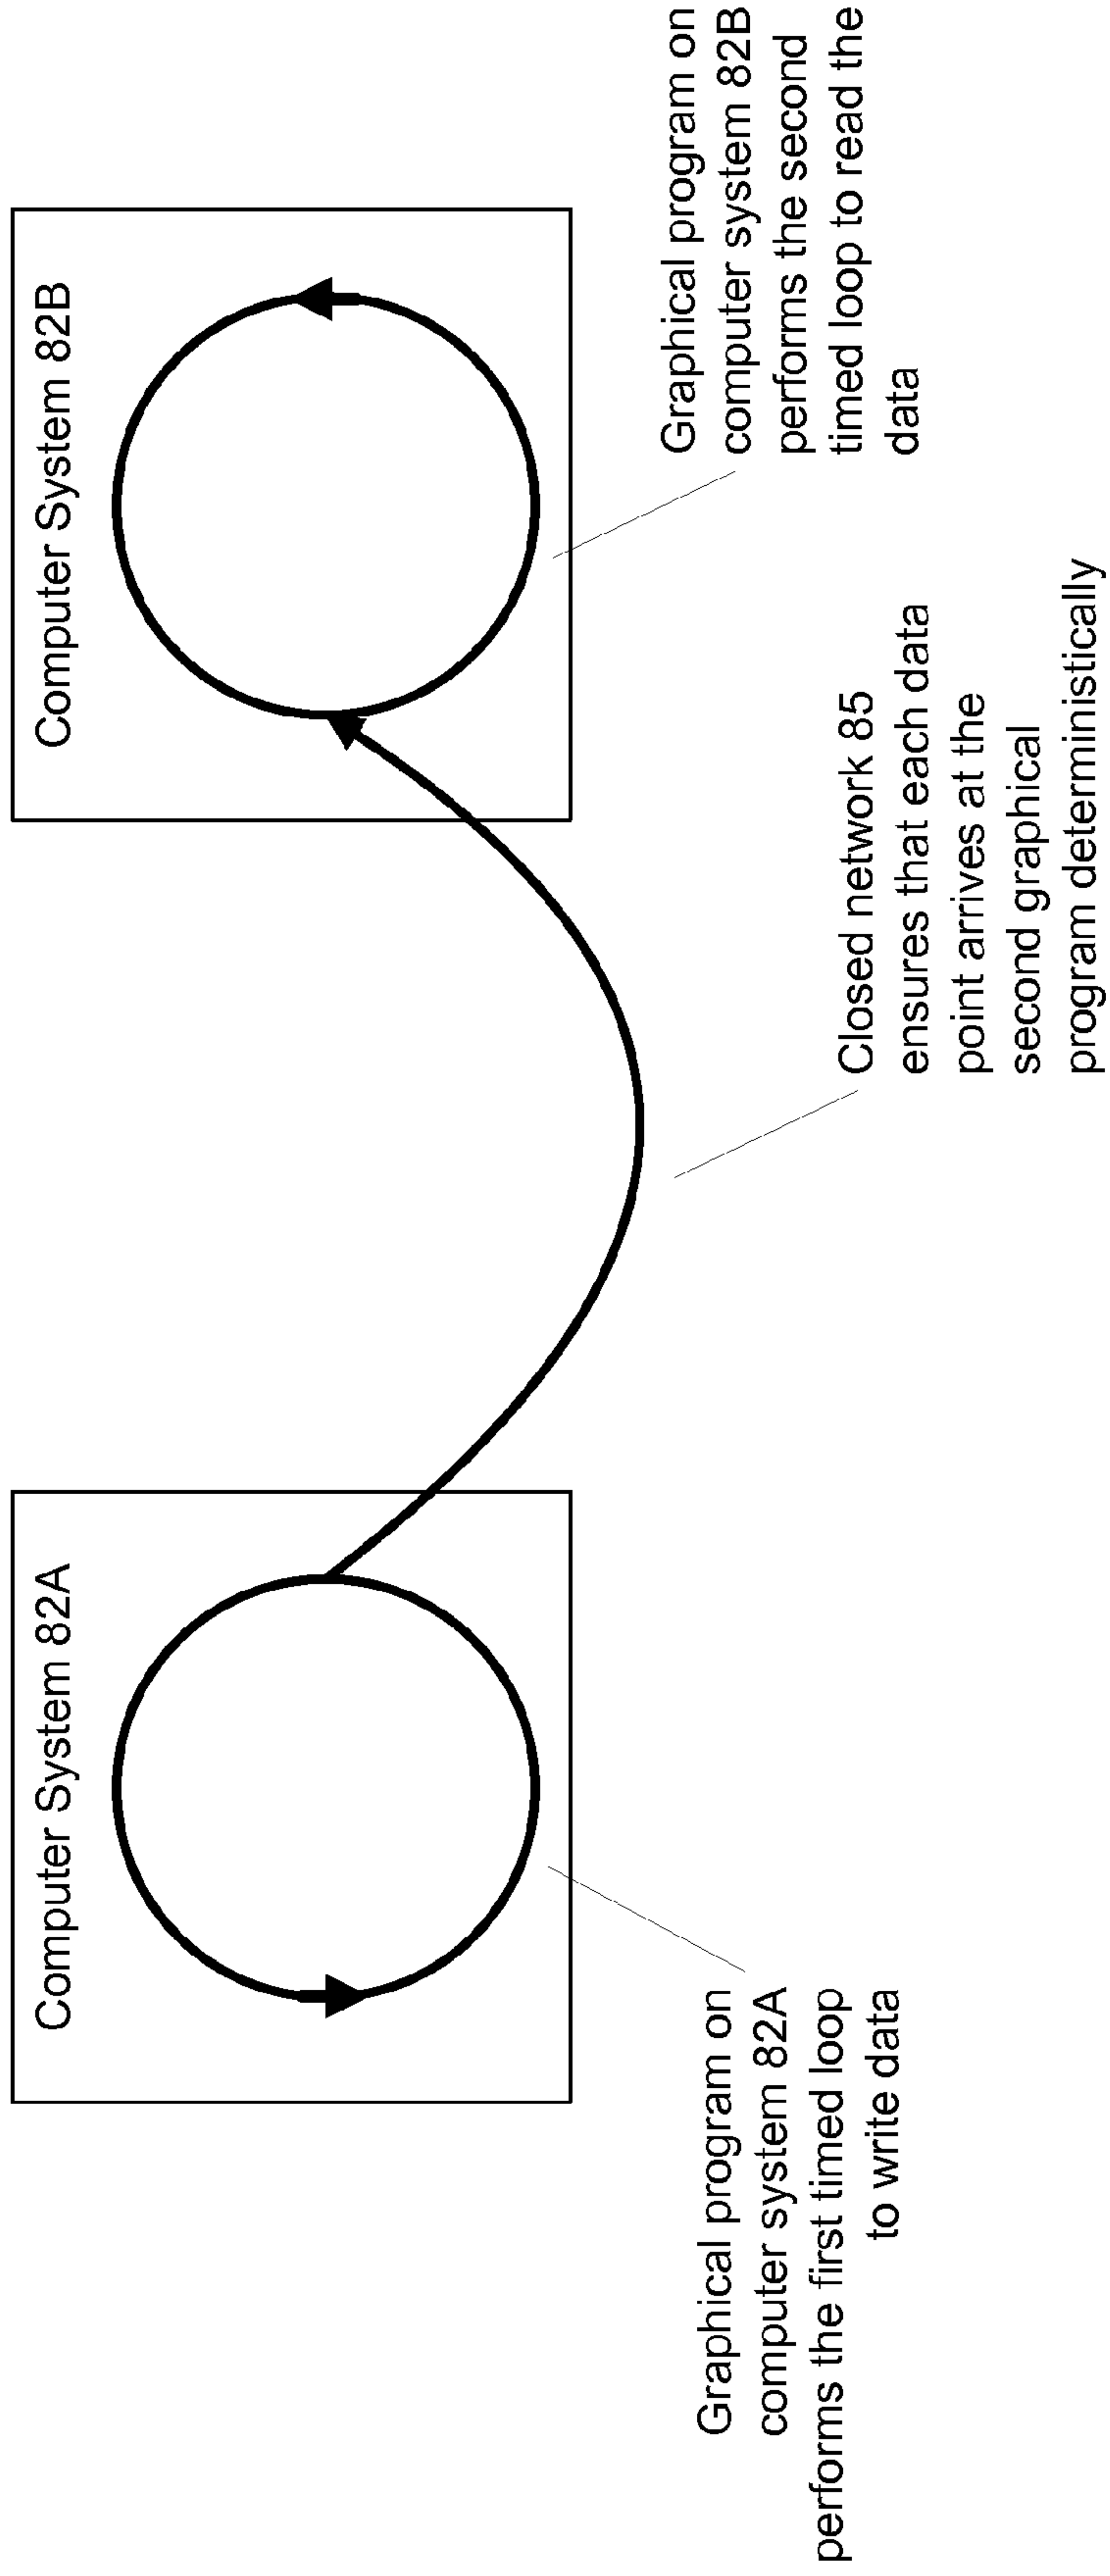 Computer System 82A
Computer System 82B
Graphical program on
computer system 82A
performs the first timed loop
to write data
Closed network 85
ensures that each data
point arrives at the
second graphical
program deterministically
Graphical program on
computer system 82B
performs the second
timed loop to read the
data